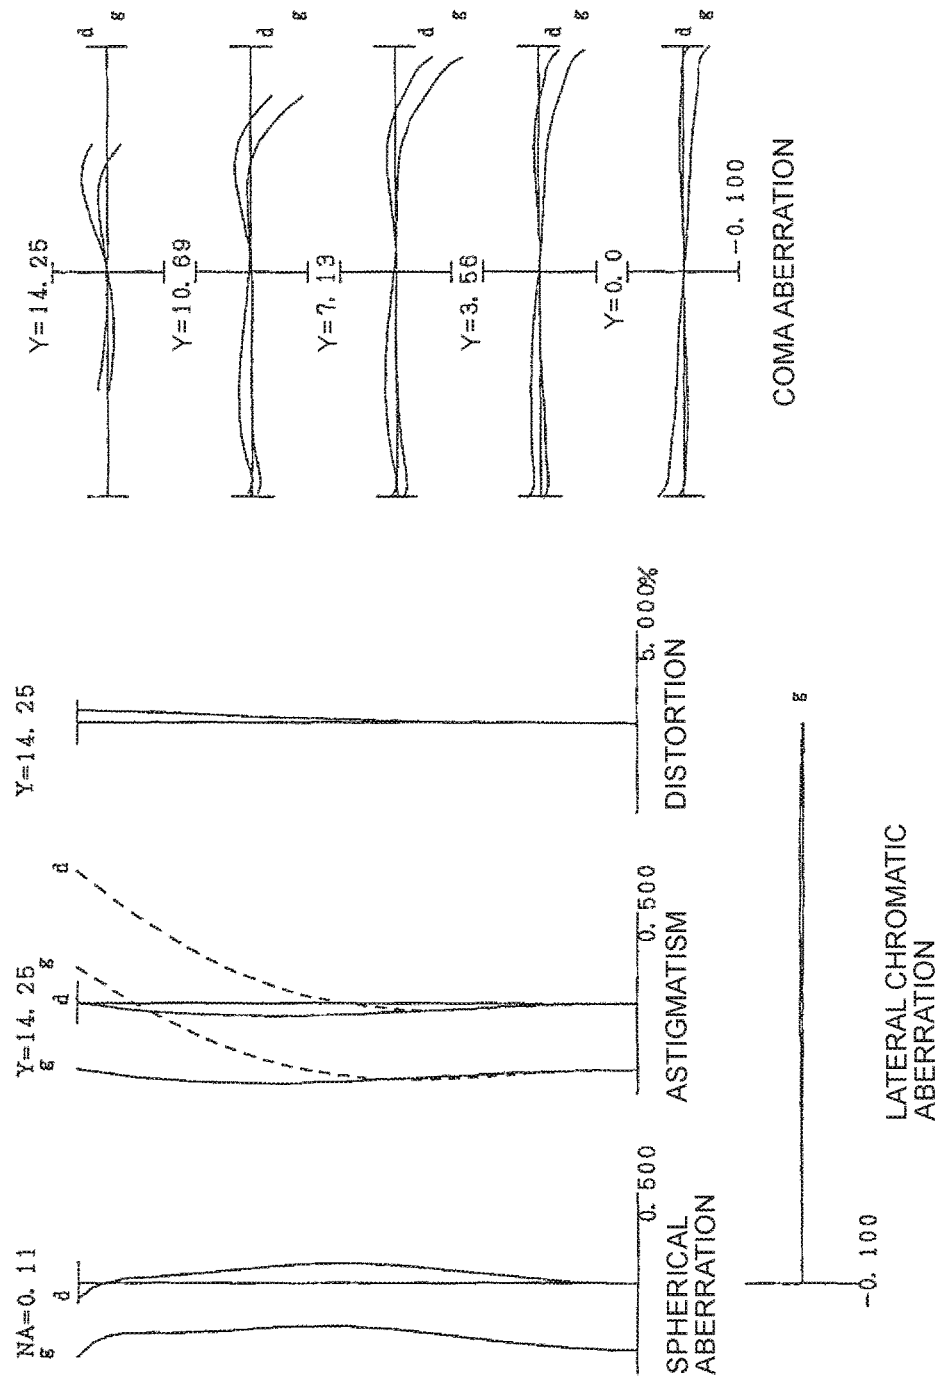 NA=0. 11
g
d
0. 500
SPHERICAL
ABERRATION
Y=14. 25
g
d
g
d
0. 500
ASTIGMATISM
Y=14. 25
5. 000%
DISTORTION
Y=14. 25
d
g
Y=10. 69
d
g
Y=7. 13
d
g
Y=3. 56
d
g
Y=0. 0
d
g
-0. 100
COMA ABERRATION
g
-0. 100
LATERAL CHROMATIC
ABERRATION